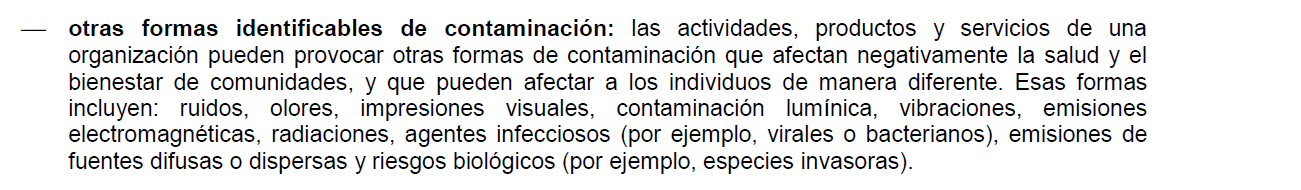 — otras formas identificables de contaminación: las actividades, productos y servicios de una
organización pueden provocar otras formas de contaminación que afectan negativamente la salud y el
bienestar de comunidades, y que pueden afectar a los individuos de manera diferente. Esas formas
incluyen: ruidos, olores, impresiones visuales, contaminación lumínica, vibraciones, emisiones
electromagnéticas, radiaciones, agentes infecciosos (por ejemplo, virales o bacterianos), emisiones de
fuentes difusas o dispersas y riesgos biológicos (por ejemplo, especies invasoras).